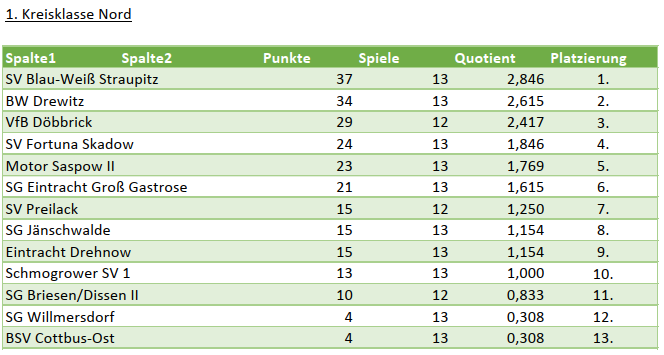 1. Kreisklasse Nord
Spalte1 Spalte2 Punkte Spiele Quotient Platzierung
SV Blau-Weiß Straupitz 37 13 2,846 1.
BW Drewitz 34 13 2,615 2.
VfB Döbbrick 29 12 2,417 3.
SV Fortuna Skadow 24 13 1,846 4.
Motor Saspow II 23 13 1,769 5.
SG Eintracht Groß Gastrose 21 13 1,615 6.
SV Preilack 15 12 1,250 7.
SG Jänschwalde 15 13 1,154 8.
Eintracht Drehnow 15 13 1,154 9.
Schmogrower SV 1 13 13 1,000 10.
SG Briesen/Dissen II 10 12 0,833 11.
SG Willmersdorf 4 13 0,308 12.
BSV Cottbus-Ost 4 13 0,308 13.